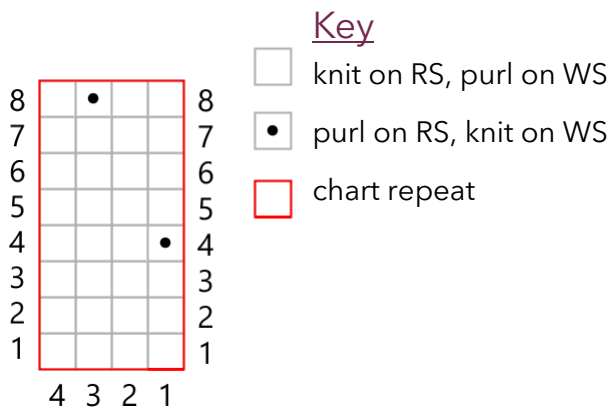 Key
knit on RS, purl on WS
purl on RS, knit on WS
chart repeat
8 8
7 7
6 6
5 5
4 4
3 3
2 2
1 1
4 3 2 1